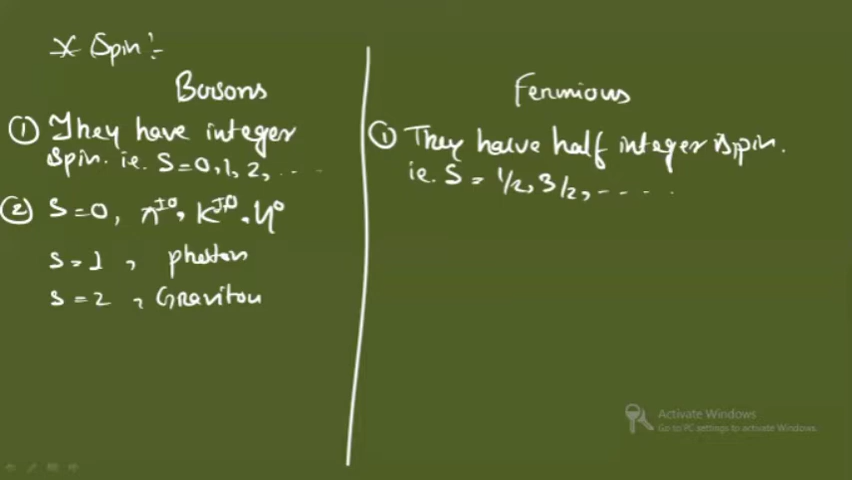 * Spin :-
Bosons
① They have integer
spin. ie. S=0, 1, 2, ......
② S=0, π±,0, K±,0, η⁰
S=1, photon
S=2, Graviton
Fermions
① They have half integer spin.
ie. S = 1/2, 3/2, ......
Activate Windows
Go to PC settings to activate Windows.